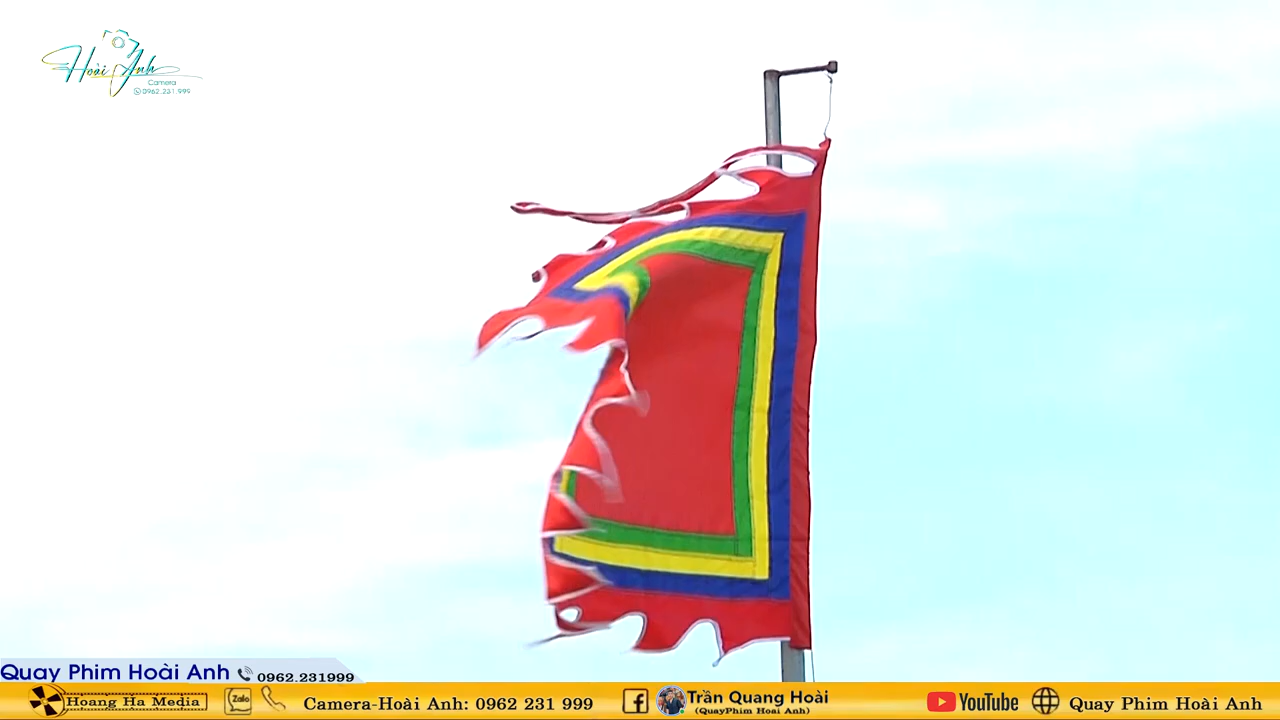 Hoài Anh
Camera
0962.231.999
Quay Phim Hoài Anh 0962.231999
Hoang Ha Media
Zalo
Camera-Hoài Anh: 0962 231 999
Trần Quang Hoài
(QuayPhim Hoai Anh)
YouTube
Quay Phim Hoài Anh